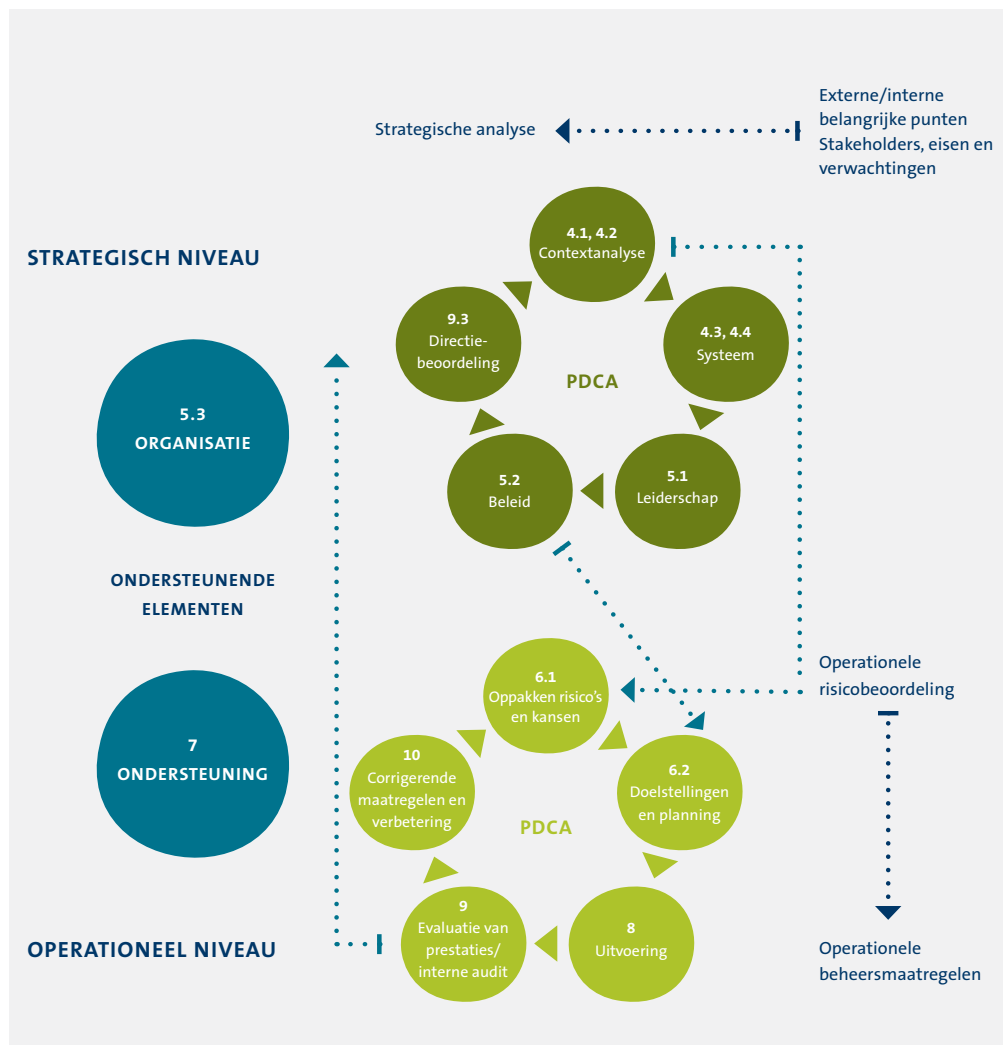 Strategische analyse
Externe/interne
belangrijke punten
Stakeholders, eisen en
verwachtingen
STRATEGISCH NIVEAU
4.1, 4.2
Contextanalyse
9.3
Directie-
beoordeling
4.3, 4.4
Systeem
PDCA
5.3
ORGANISATIE
5.2
Beleid
5.1
Leiderschap
ONDERSTEUNENDE
ELEMENTEN
6.1
Oppakken risico's
en kansen
Operationele
risicobeoordeling
7
ONDERSTEUNING
10
Corrigerende
maatregelen en
verbetering
6.2
Doelstellingen
en planning
PDCA
OPERATIONEEL NIVEAU
9
Evaluatie van
prestaties/
interne audit
8
Uitvoering
Operationele
beheersmaatregelen